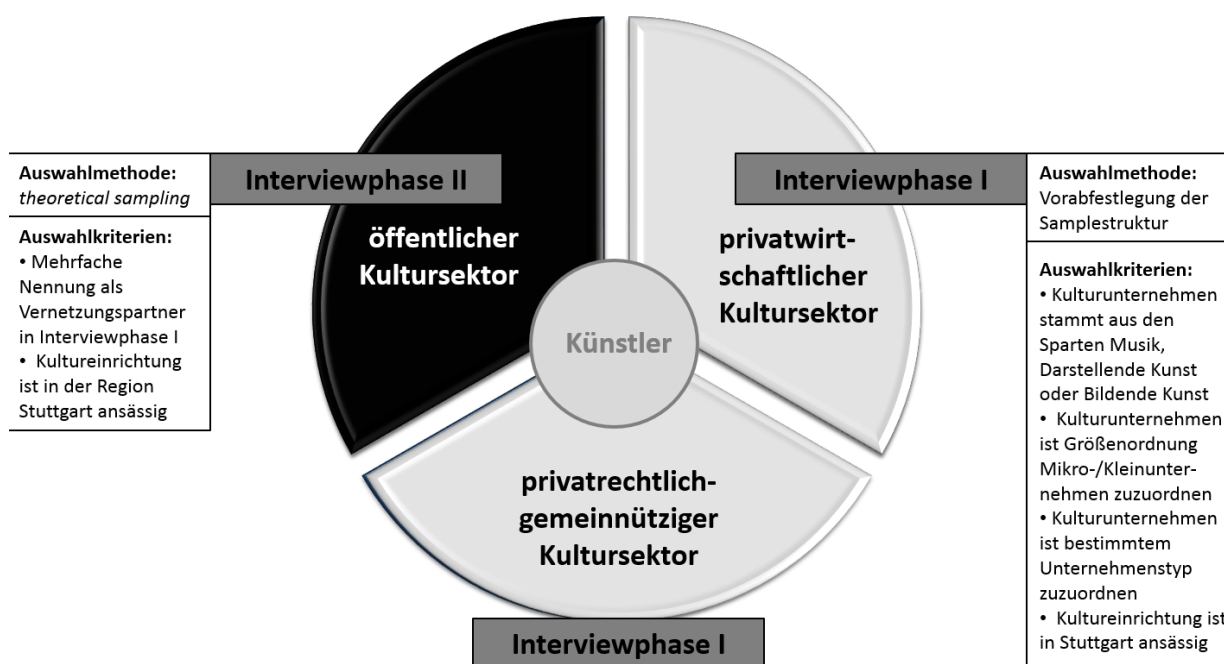 Auswahlmethode:
theoretical sampling
Auswahlkriterien:
• Mehrfache
Nennung als
Vernetzungspartner
in Interviewphase I
• Kultureinrichtung
ist in der Region
Stuttgart ansässig
Interviewphase II
öffentlicher
Kultursektor
Interviewphase I
privatwirt-
schaftlicher
Kultursektor
Künstler
privatrechtlich-
gemeinnütziger
Kultursektor
Interviewphase I
Auswahlmethode:
Vorabfestlegung der
Samplestruktur
Auswahlkriterien:
• Kulturunternehmen
stammt aus den
Sparten Musik,
Darstellende Kunst
oder Bildende Kunst
• Kulturunternehmen
ist Größenordnung
Mikro-/Kleinunter-
nehmen zuzuordnen
• Kulturunternehmen
ist bestimmtem
Unternehmenstyp
zuzuordnen
• Kultureinrichtung ist
in Stuttgart ansässig